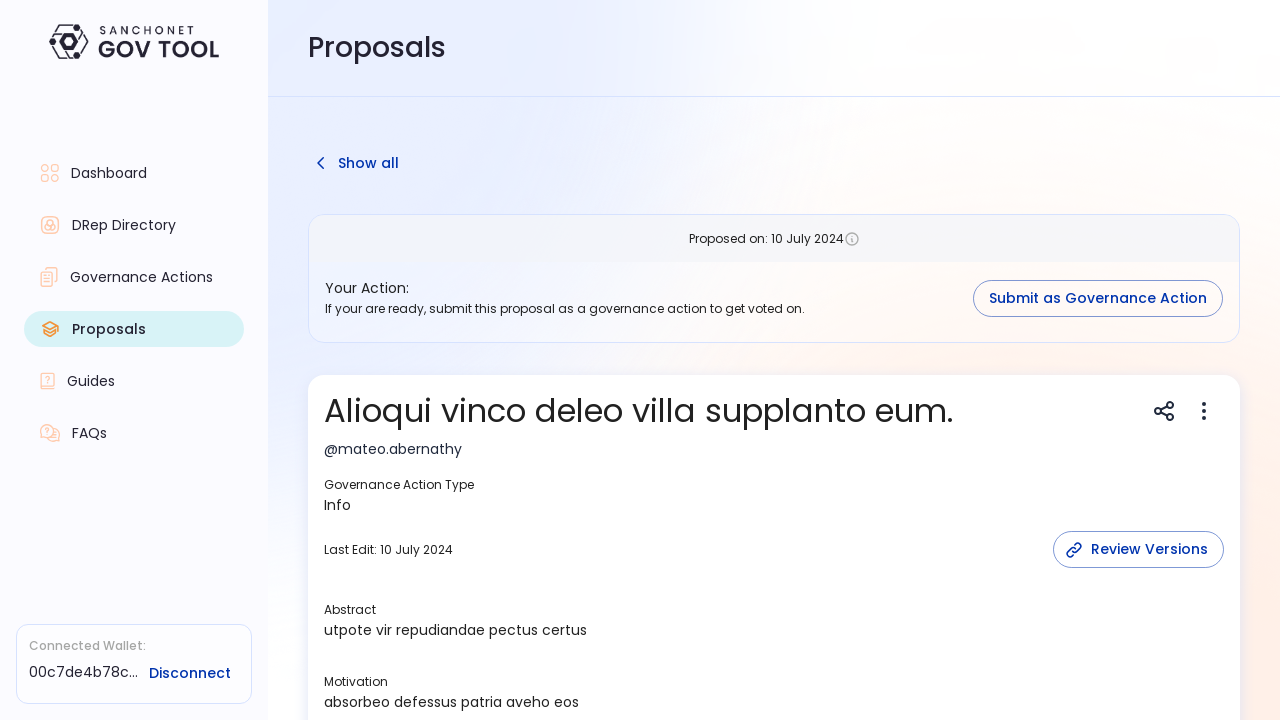 SANCHONET
GOV TOOL
Proposals
Dashboard
DRep Directory
Governance Actions
Proposals
Guides
FAQs
Connected Wallet:
00c7de4b78c...
Disconnect
Show all
Proposed on: 10 July 2024
Your Action:
If your are ready, submit this proposal as a governance action to get voted on.
Submit as Governance Action
Alioqui vinco deleo villa supplanto eum.
@mateo.abernathy
Governance Action Type
Info
Last Edit: 10 July 2024
Review Versions
Abstract
utpote vir repudiandae pectus certus
Motivation
absorbeo defessus patria aveho eos